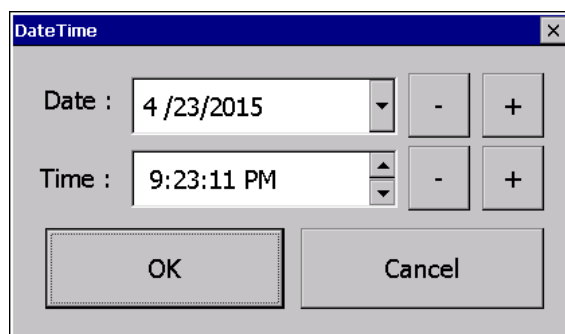 DateTime
Date : 4 /23/2015 - +
Time : 9:23:11 PM - +
OK Cancel